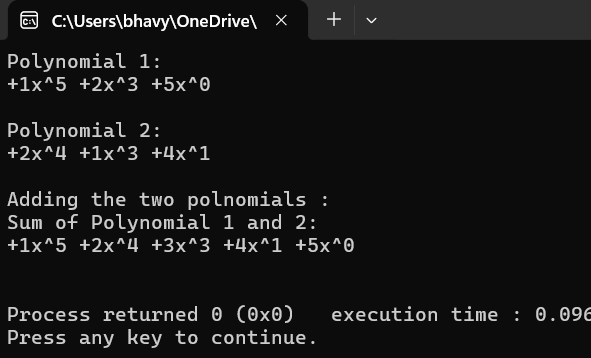 C:\Users\bhavy\OneDrive\
Polynomial 1:
+1x^5 +2x^3 +5x^0
Polynomial 2:
+2x^4 +1x^3 +4x^1
Adding the two polnomials :
Sum of Polynomial 1 and 2:
+1x^5 +2x^4 +3x^3 +4x^1 +5x^0
Process returned 0 (0x0)   execution time : 0.096
Press any key to continue.